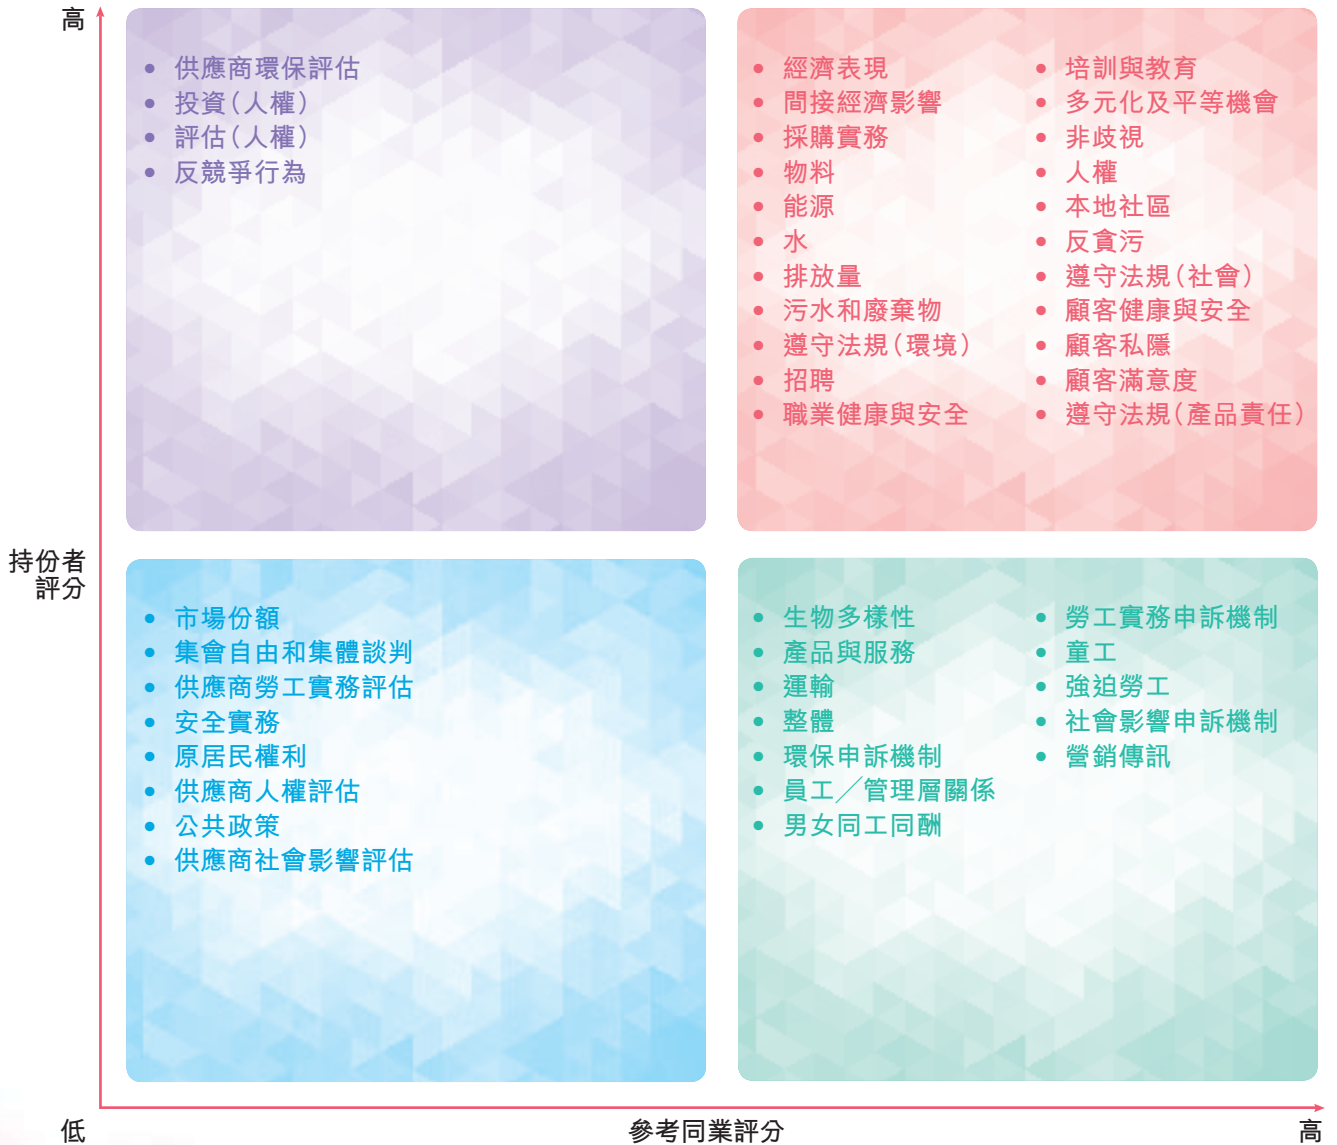 高
• 供應商環保評估
• 投資（人權）
• 評估（人權）
• 反競爭行為
• 經濟表現
• 間接經濟影響
• 採購實務
• 物料
• 能源
• 水
• 排放量
• 污水和廢棄物
• 遵守法規（環境）
• 招聘
• 職業健康與安全
• 培訓與教育
• 多元化及平等機會
• 非歧視
• 人權
• 本地社區
• 反貪污
• 遵守法規（社會）
• 顧客健康與安全
• 顧客私隱
• 顧客滿意度
• 遵守法規（產品責任）
持份者
評分
• 市場份額
• 集會自由和集體談判
• 供應商勞工實務評估
• 安全實務
• 原居民權利
• 供應商人權評估
• 公共政策
• 供應商社會影響評估
• 生物多樣性
• 產品與服務
• 運輸
• 整體
• 環保申訴機制
• 員工／管理層關係
• 男女同工同酬
• 勞工實務申訴機制
• 童工
• 強迫勞工
• 社會影響申訴機制
• 營銷傳訊
低
參考同業評分
高